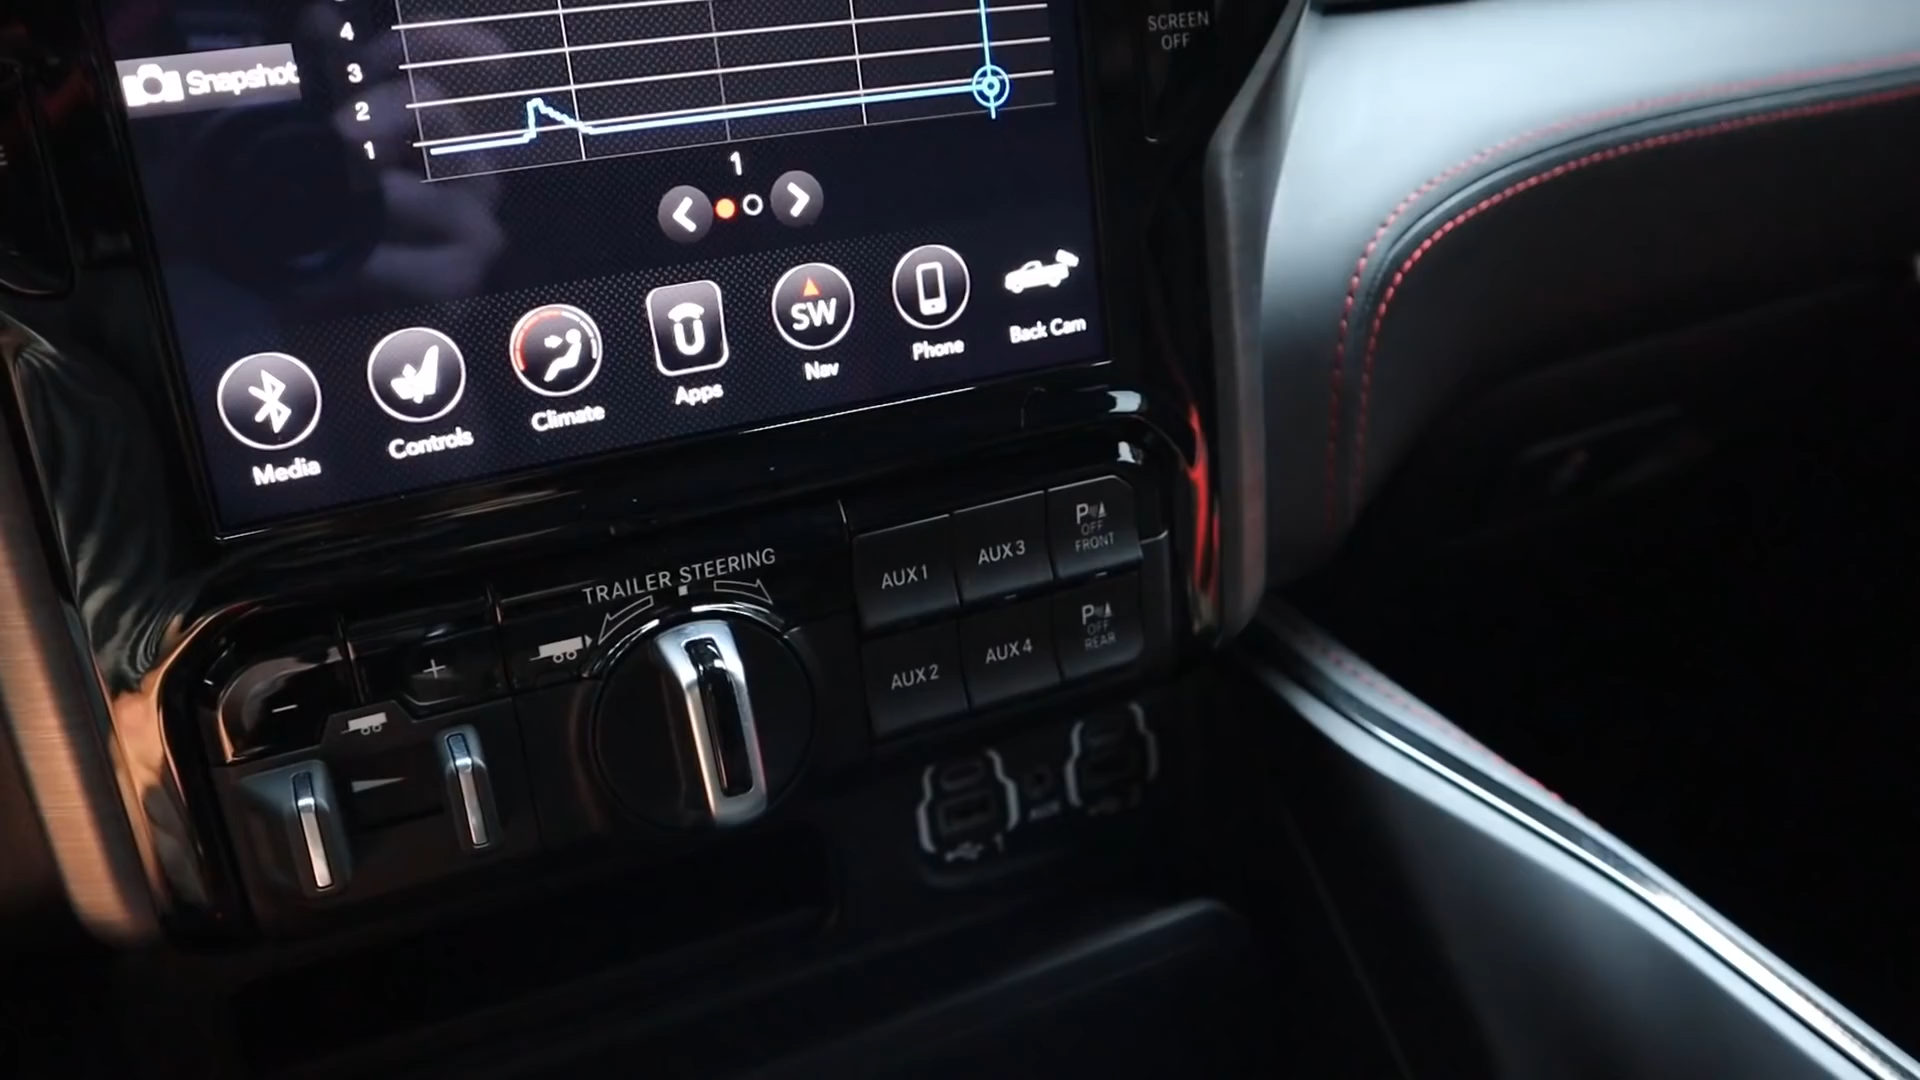 SCREEN
OFF
4
Snapshot
3
2
1
1
SW
Media
Controls
Climate
Apps
Nav
Phone
Back Cam
TRAILER STEERING
AUX 1
AUX 3
P
OFF
FRONT
AUX 2
AUX 4
P
OFF
REAR
+
−
1